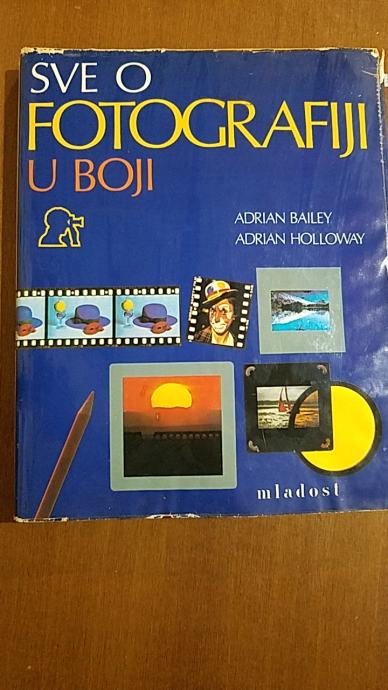 SVE O
FOTOGRAFIJI
U BOJI
ADRIAN BAILEY
ADRIAN HOLLOWAY
mladost